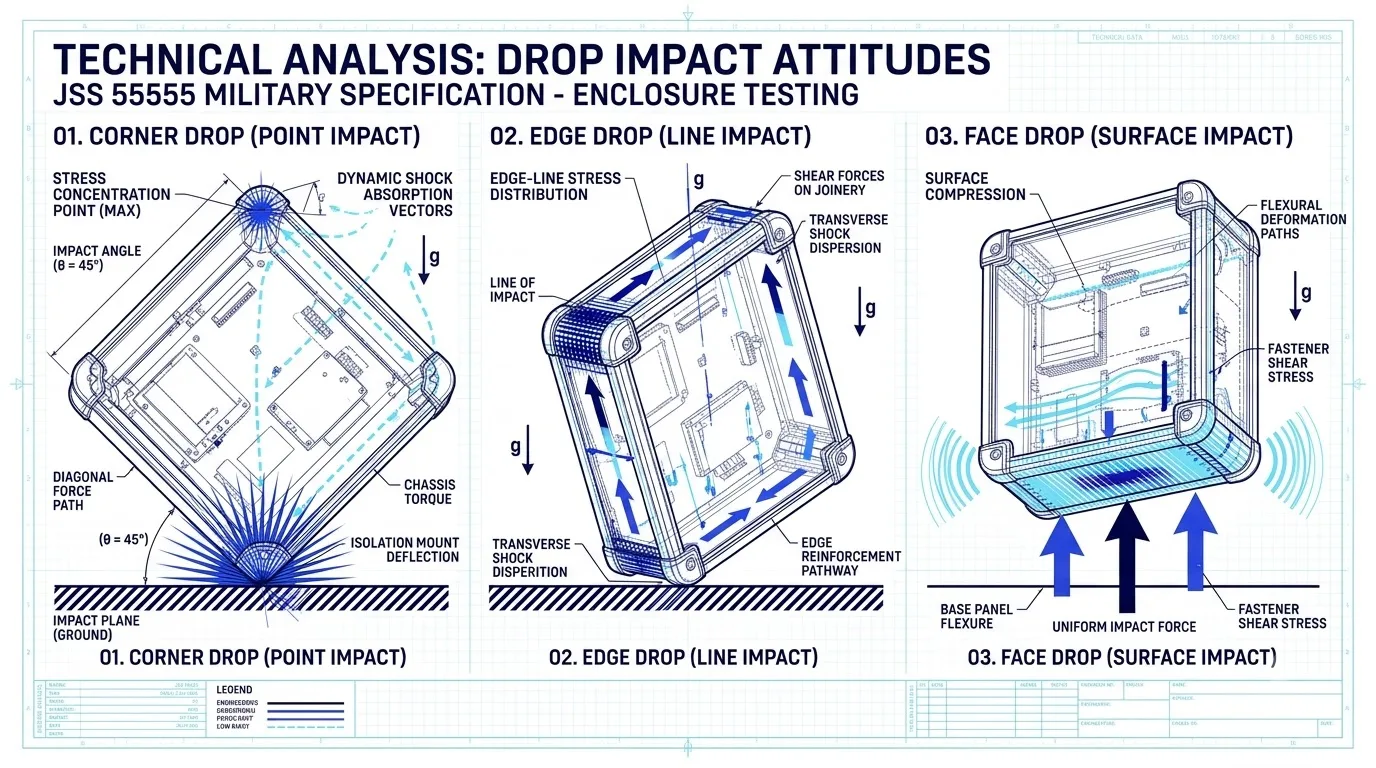 TECHNICAL ANALYSIS: DROP IMPACT ATTITUDES
JSS 55555 MILITARY SPECIFICATION - ENCLOSURE TESTING
TECHNICAL DATA
01. CORNER DROP (POINT IMPACT)
STRESS
CONCENTRATION
POINT (MAX)
DYNAMIC SHOCK
ABSORPTION
VECTORS
IMPACT ANGLE
(θ = 45°)
g
DIAGONAL
FORCE
PATH
CHASSIS
TORQUE
(θ = 45°)
ISOLATION MOUNT
DEFLECTION
IMPACT PLANE
(GROUND)
01. CORNER DROP (POINT IMPACT)
02. EDGE DROP (LINE IMPACT)
EDGE-LINE STRESS
DISTRIBUTION
g
SHEAR FORCES
ON JOINERY
TRANSVERSE
SHOCK
DISPERSION
LINE OF
IMPACT
g
g
TRANSVERSE
SHOCK
DISPERITION
EDGE
REINFORCEMENT
PATHWAY
02. EDGE DROP (LINE IMPACT)
03. FACE DROP (SURFACE IMPACT)
SURFACE
COMPRESSION
FLEXURAL
DEFORMATION
PATHS
g
FASTENER
SHEAR
STRESS
BASE PANEL
FLEXURE
UNIFORM IMPACT FORCE
FASTENER
SHEAR STRESS
03. FACE DROP (SURFACE IMPACT)
LEGEND